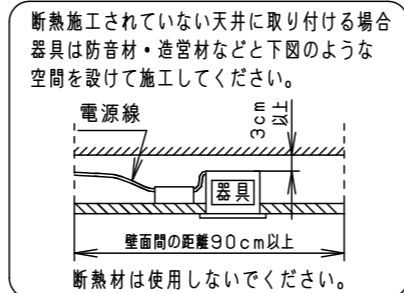 断熱施工されていない天井に取り付ける場合
器具は防音材・造営材などと下図のような
空間を設けて施工してください。
電源線
3cm
以上
器具
壁面間の距離90cm以上
断熱材は使用しないでください。